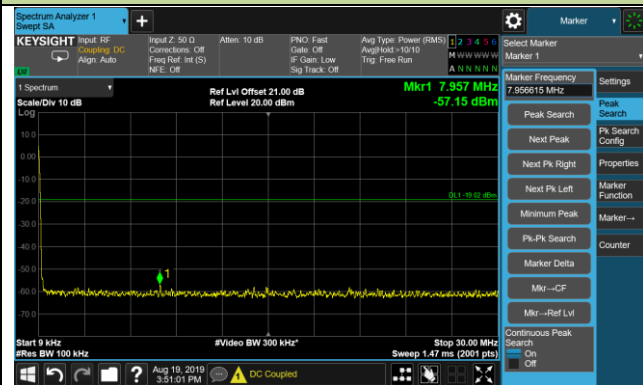 Spectrum Analyzer 1
Swept SA
Marker
KEYSIGHT
Input: RF
Coupling: DC
Align: Auto
Input Z: 50 Ω
Corrections: Off
Freq Ref: Int (S)
NFE: Off
Atten: 10 dB
PNO: Fast
Gate: Off
IF Gain: Low
Sig Track: Off
Avg Type: Power (RMS)
Avg|Hold:>10/10
Trig: Free Run
1 2 3 4 5 6
M W W W W W
A N N N N N
Select Marker
Marker 1
1 Spectrum
Scale/Div 10 dB
Log
Ref Lvl Offset 21.00 dB
Ref Level 20.00 dBm
Mkr1 7.957 MHz
-57.15 dBm
10.0
0.00
-10.0
-20.0
-30.0
-40.0
-50.0
-60.0
-70.0
DL1 -19.02 dBm
1
Start 9 kHz
#Res BW 100 kHz
#Video BW 300 kHz*
Stop 30.00 MHz
Sweep 1.47 ms (2001 pts)
Marker Frequency
7.956615 MHz
Peak Search
Next Peak
Next Pk Right
Next Pk Left
Minimum Peak
Pk-Pk Search
Marker Delta
Mkr→CF
Mkr→Ref Lvl
Continuous Peak
Search
On
Off
Settings
Peak
Search
Pk Search
Config
Properties
Marker
Function
Marker→
Counter
?
Aug 19, 2019
3:51:01 PM
DC Coupled